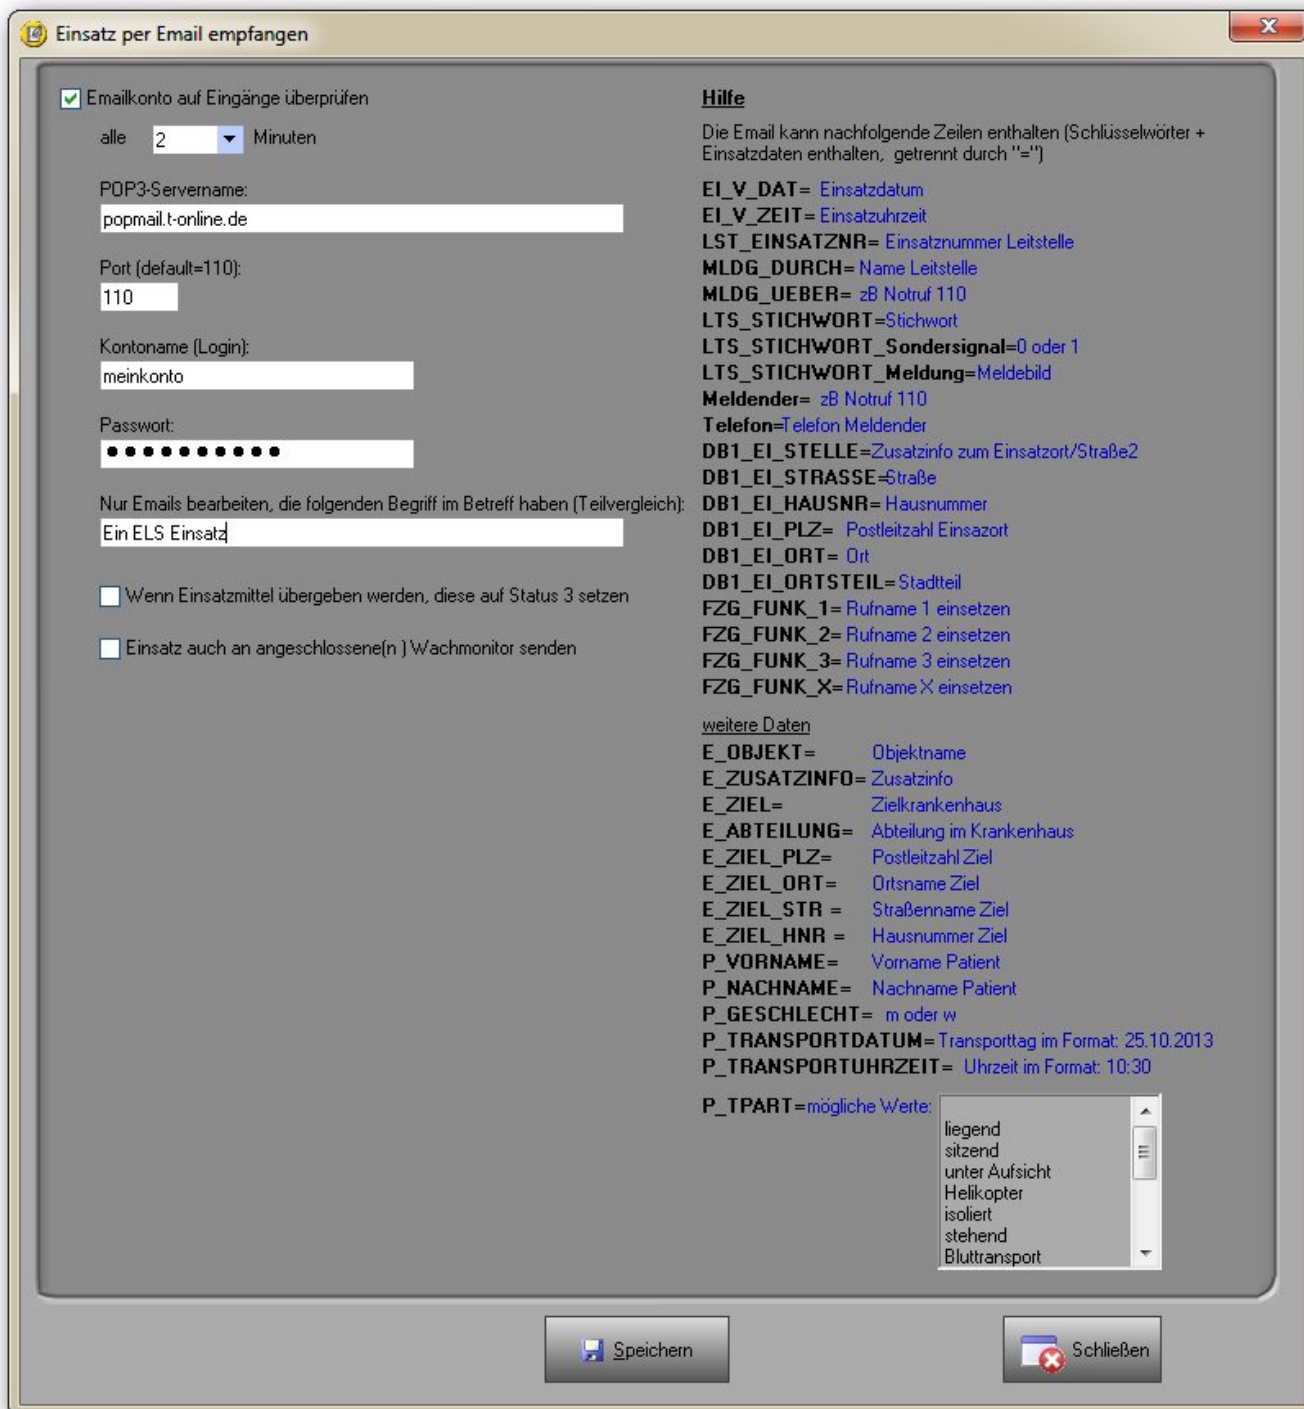 Einsatz per Email empfangen
Emailkonto auf Eingänge überprüfen
alle 2 Minuten
POP3-Servername:
popmail.t-online.de
Port (default=110):
110
Kontoname (Login):
meinkonto
Passwort:
●●●●●●●●●●
Nur Emails bearbeiten, die folgenden Begriff im Betreff haben (Teilvergleich):
Ein ELS Einsatz
Wenn Einsatzmittel übergeben werden, diese auf Status 3 setzen
Einsatz auch an angeschlossene(n ) Wachmonitor senden
Hilfe
Die Email kann nachfolgende Zeilen enthalten (Schlüsselwörter +
Einsatzdaten enthalten, getrennt durch "=")
EI_V_DAT= Einsatzdatum
EI_V_ZEIT= Einsatzuhrzeit
LST_EINSATZNR= Einsatznummer Leitstelle
MLDG_DURCH= Name Leitstelle
MLDG_UEBER= zB Notruf 110
LTS_STICHWORT=Stichwort
LTS_STICHWORT_Sondersignal=0 oder 1
LTS_STICHWORT_Meldung=Meldebild
Meldender= zB Notruf 110
Telefon=Telefon Meldender
DB1_EI_STELLE=Zusatzinfo zum Einsatzort/Straße2
DB1_EI_STRASSE=Straße
DB1_EI_HAUSNR= Hausnummer
DB1_EI_PLZ= Postleitzahl Einsazort
DB1_EI_ORT= Ort
DB1_EI_ORTSTEIL= Stadtteil
FZG_FUNK_1= Rufname 1 einsetzen
FZG_FUNK_2= Rufname 2 einsetzen
FZG_FUNK_3= Rufname 3 einsetzen
FZG_FUNK_X= Rufname X einsetzen
weitere Daten
E_OBJEKT= Objektname
E_ZUSATZINFO= Zusatzinfo
E_ZIEL= Zielkrankenhaus
E_ABTEILUNG= Abteilung im Krankenhaus
E_ZIEL_PLZ= Postleitzahl Ziel
E_ZIEL_ORT= Ortsname Ziel
E_ZIEL_STR = Straßenname Ziel
E_ZIEL_HNR = Hausnummer Ziel
P_VORNAME= Vorname Patient
P_NACHNAME= Nachname Patient
P_GESCHLECHT= m oder w
P_TRANSPORTDATUM= Transporttag im Format: 25.10.2013
P_TRANSPORTUHRZEIT= Uhrzeit im Format: 10:30
P_TPART=mögliche Werte:
liegend
sitzend
unter Aufsicht
Helikopter
isoliert
stehend
Bluttransport
Speichern
Schließen